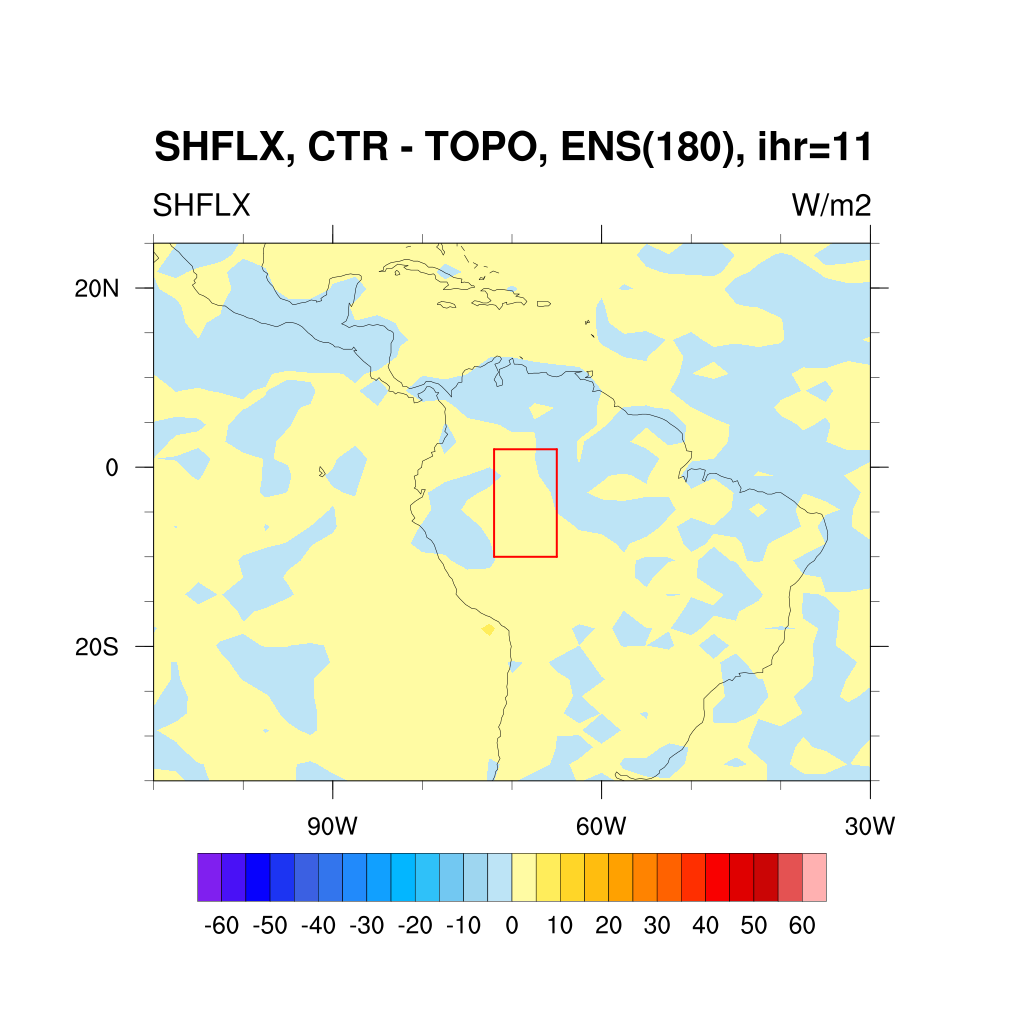 SHFLX, CTR - TOPO, ENS(180), ihr=11
SHFLX W/m2
20N
0
20S
90W 60W 30W
-60 -50 -40 -30 -20 -10 0 10 20 30 40 50 60